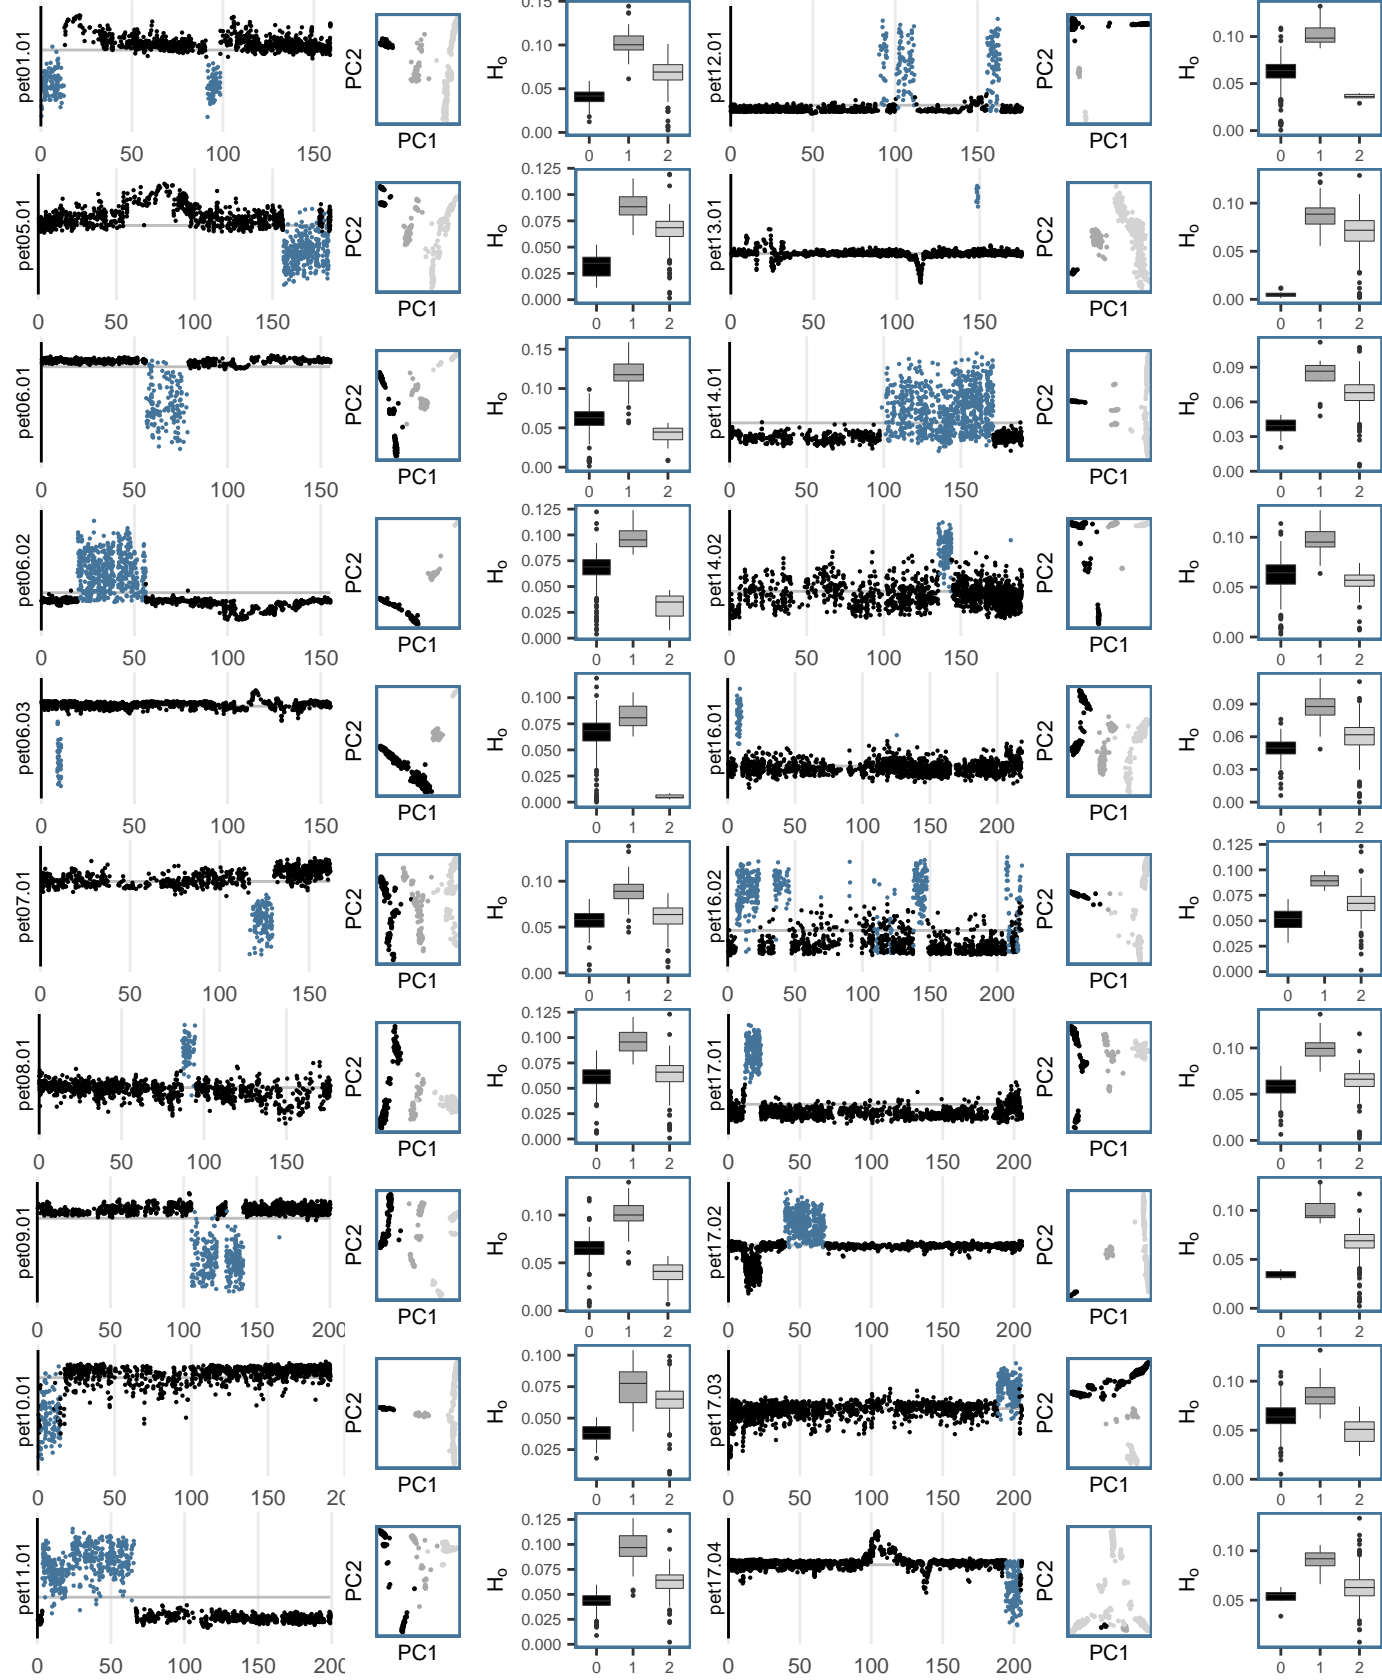 pet01.01
0 50 100 150
PC2
PC1
Ho
0.15
0.10
0.05
0.00
0 1 2
pet12.01
0 50 100 150
PC2
PC1
Ho
0.10
0.05
0.00
0 1 2
pet05.01
0 50 100 150
PC2
PC1
Ho
0.125
0.100
0.075
0.050
0.025
0.000
0 1 2
pet13.01
0 50 100 150
PC2
PC1
Ho
0.10
0.05
0.00
0 1 2
pet06.01
0 50 100 150
PC2
PC1
Ho
0.15
0.10
0.05
0.00
0 1 2
pet14.01
0 50 100 150
PC2
PC1
Ho
0.09
0.06
0.03
0.00
0 1 2
pet06.02
0 50 100 150
PC2
PC1
Ho
0.125
0.100
0.075
0.050
0.025
0.000
0 1 2
pet14.02
0 50 100 150
PC2
PC1
Ho
0.10
0.05
0.00
0 1 2
pet06.03
0 50 100 150
PC2
PC1
Ho
0.100
0.075
0.050
0.025
0.000
0 1 2
pet16.01
0 50 100 150 200
PC2
PC1
Ho
0.09
0.06
0.03
0.00
0 1 2
pet07.01
0 50 100 150
PC2
PC1
Ho
0.10
0.05
0.00
0 1 2
pet16.02
0 50 100 150 200
PC2
PC1
Ho
0.125
0.100
0.075
0.050
0.025
0.000
0 1 2
pet08.01
0 50 100 150
PC2
PC1
Ho
0.125
0.100
0.075
0.050
0.025
0.000
0 1 2
pet17.01
0 50 100 150 200
PC2
PC1
Ho
0.10
0.05
0.00
0 1 2
pet09.01
0 50 100 150 200
PC2
PC1
Ho
0.10
0.05
0.00
0 1 2
pet17.02
0 50 100 150 200
PC2
PC1
Ho
0.10
0.05
0.00
0 1 2
pet10.01
0 50 100 150 20
PC2
PC1
Ho
0.100
0.075
0.050
0.025
0 1 2
pet17.03
0 50 100 150 200
PC2
PC1
Ho
0.10
0.05
0.00
0 1 2
pet11.01
0 50 100 150 200
PC2
PC1
Ho
0.125
0.100
0.075
0.050
0.025
0.000
0 1 2
pet17.04
0 50 100 150 200
PC2
PC1
Ho
0.10
0.05
0 1 2